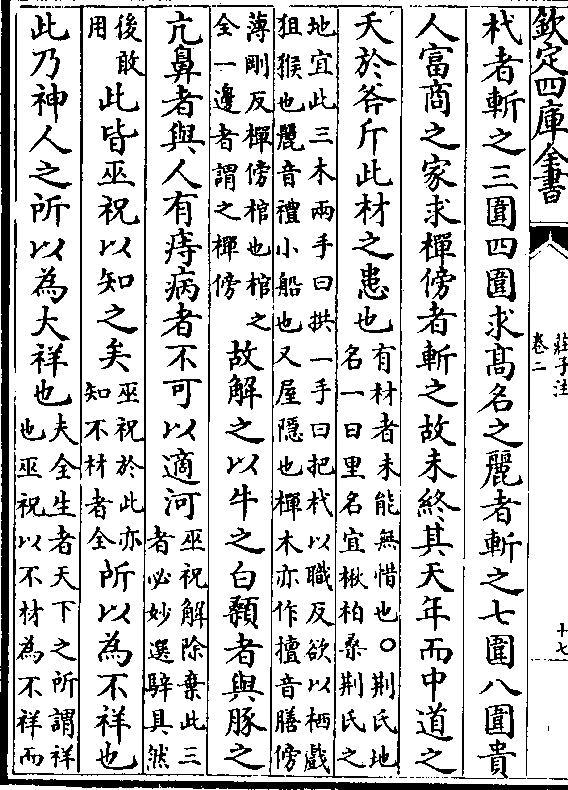 欽定四庫全書
莊子注
卷二
十七
杙者斬之三圍四圍求髙名之麗者斬之七圍八圍貴
人富商之家求樿傍者斬之故未終其天年而中道之
夭於斧斤此材之患也有材者未能無惜也○荆氏地名一曰里名宜楸柏桑荆氏之
地宜此三木兩手曰拱一手曰把杙以職反欲以栖戲狙猴也麗音禮小船也又屋隱也樿木亦作擅音膳傍
薄剛反樿傍棺也棺之全一邊者謂之樿傍故解之以牛之白顙者與豚之
亢鼻者與人有痔病者不可以適河巫祝解除棄此三者必妙選騂具然
後敢用此皆巫祝以知之矣巫祝於此亦知不材者全所以為不祥也
此乃神人之所以為大祥也夫全生者天下之所謂祥也巫祝以不材為不祥而